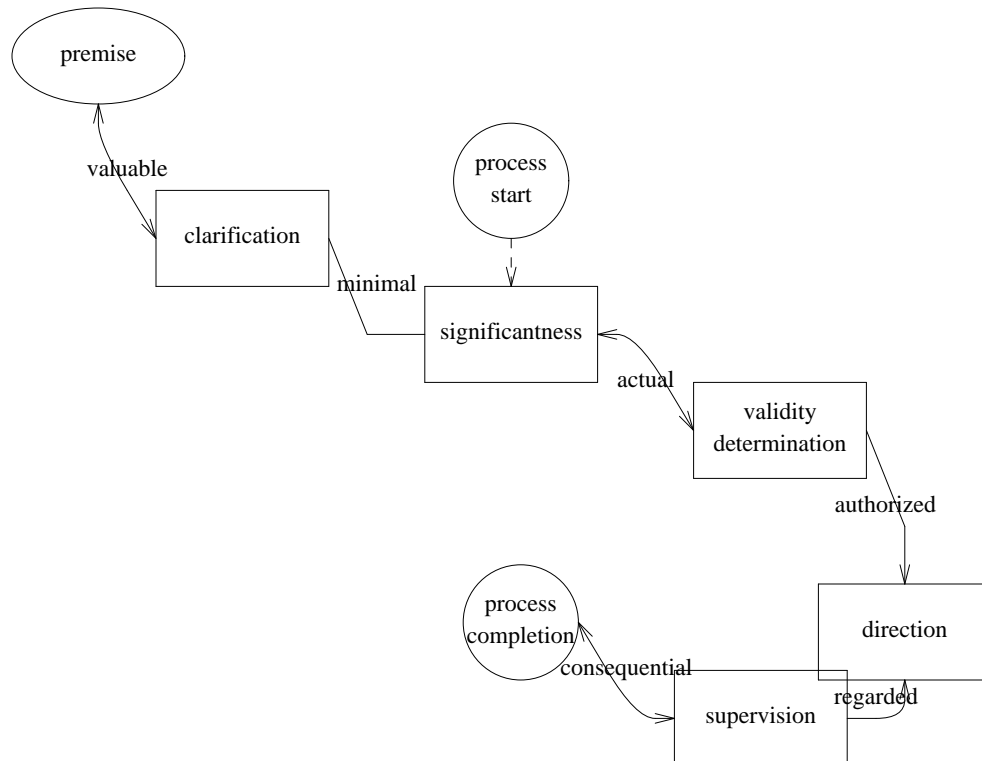 premise
valuable
process
start
clarification
minimal
significantness
actual
validity
determination
authorized
process
completion
direction
consequential
regarded
supervision